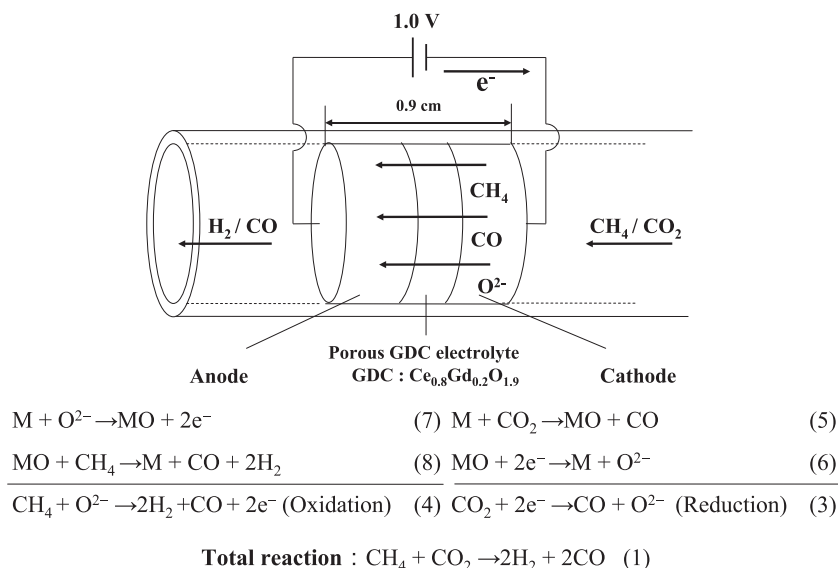 1.0 V
e⁻
0.9 cm
CH₄
H₂ / CO
CO
CH₄ / CO₂
O²⁻
Anode
Porous GDC electrolyte
GDC : Ce₀.₈Gd₀.₂O₁.₉
Cathode
M + O²⁻ → MO + 2e⁻ (7) M + CO₂ → MO + CO (5)
MO + CH₄ → M + CO + 2H₂ (8) MO + 2e⁻ → M + O²⁻ (6)
CH₄ + O²⁻ → 2H₂ +CO + 2e⁻ (Oxidation) (4) CO₂ + 2e⁻ → CO + O²⁻ (Reduction) (3)
Total reaction : CH₄ + CO₂ → 2H₂ + 2CO (1)